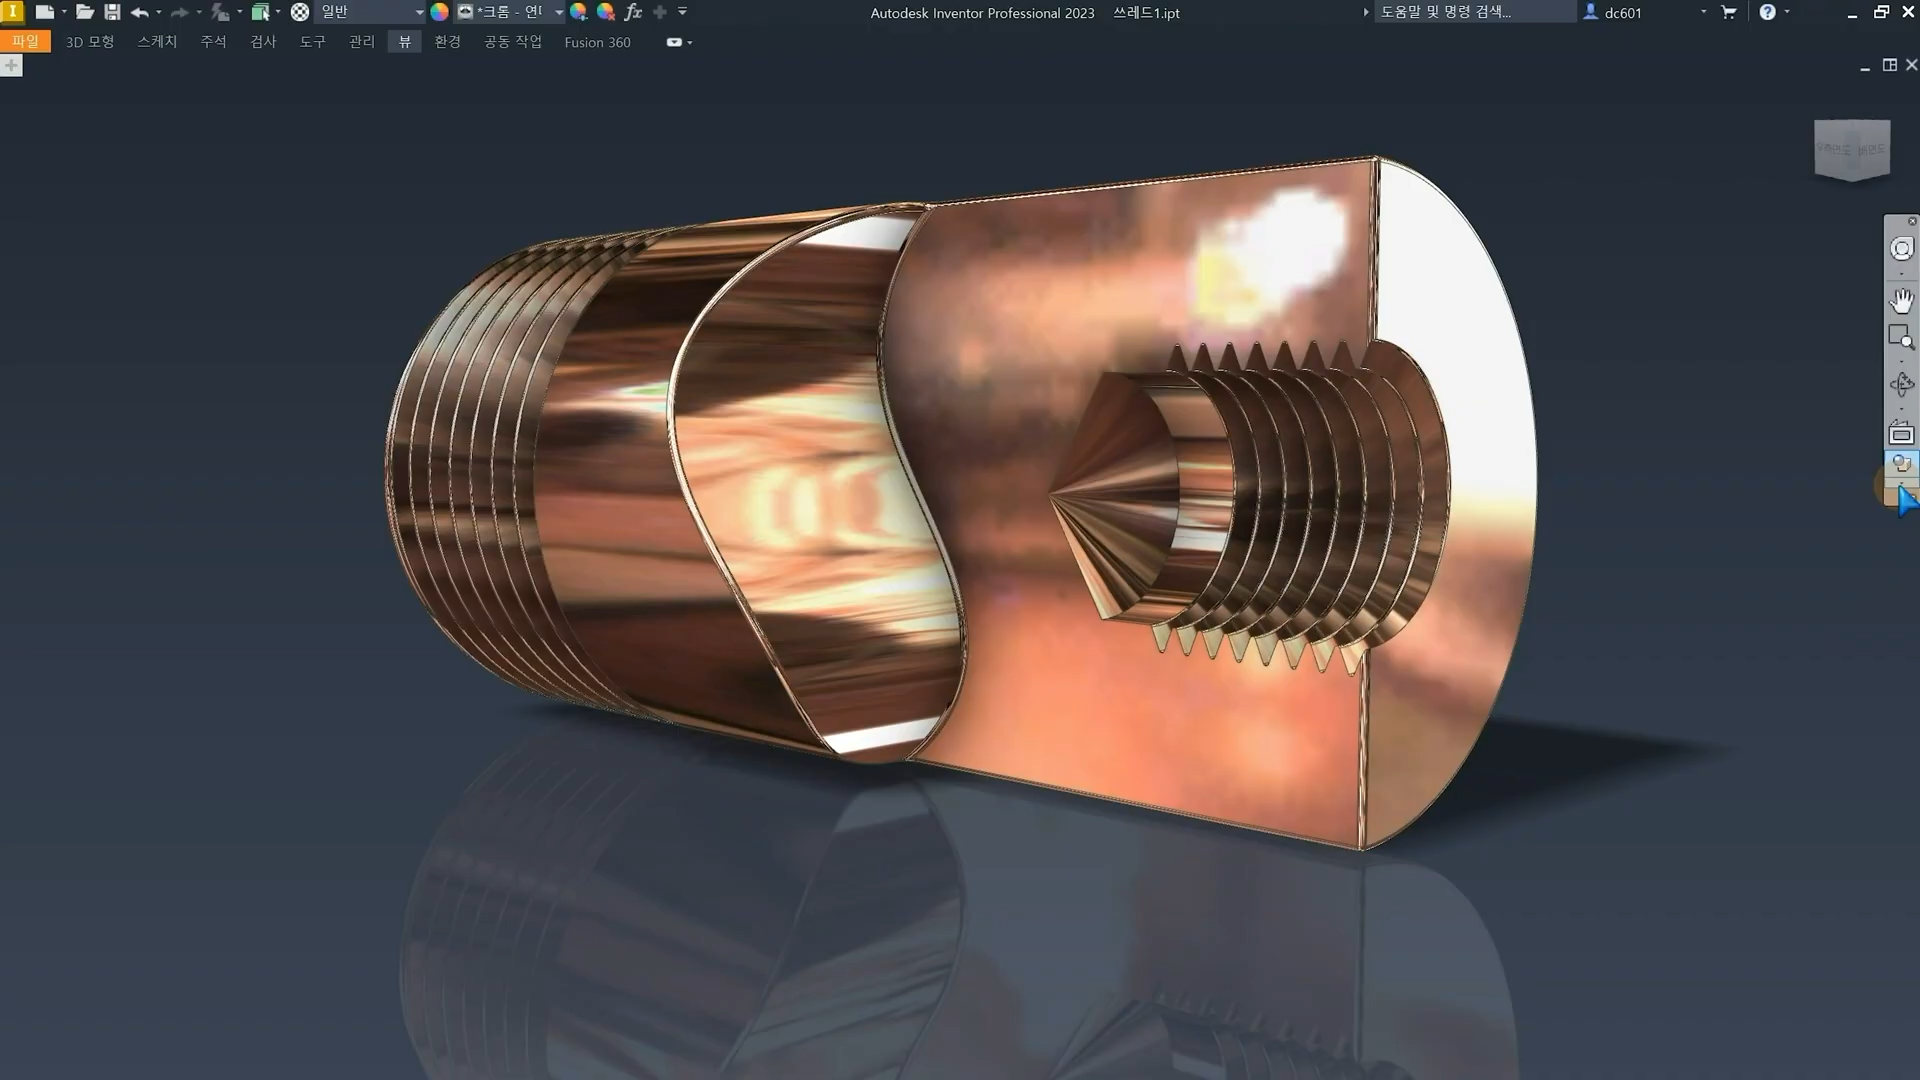 일반
*크롬 - 연
fx
Autodesk Inventor Professional 2023 쓰레드1.ipt
도움말 및 명령 검색...
dc601
파일 3D 모형 스케치 주석 검사 도구 관리 뷰 환경 공동 작업 Fusion 360